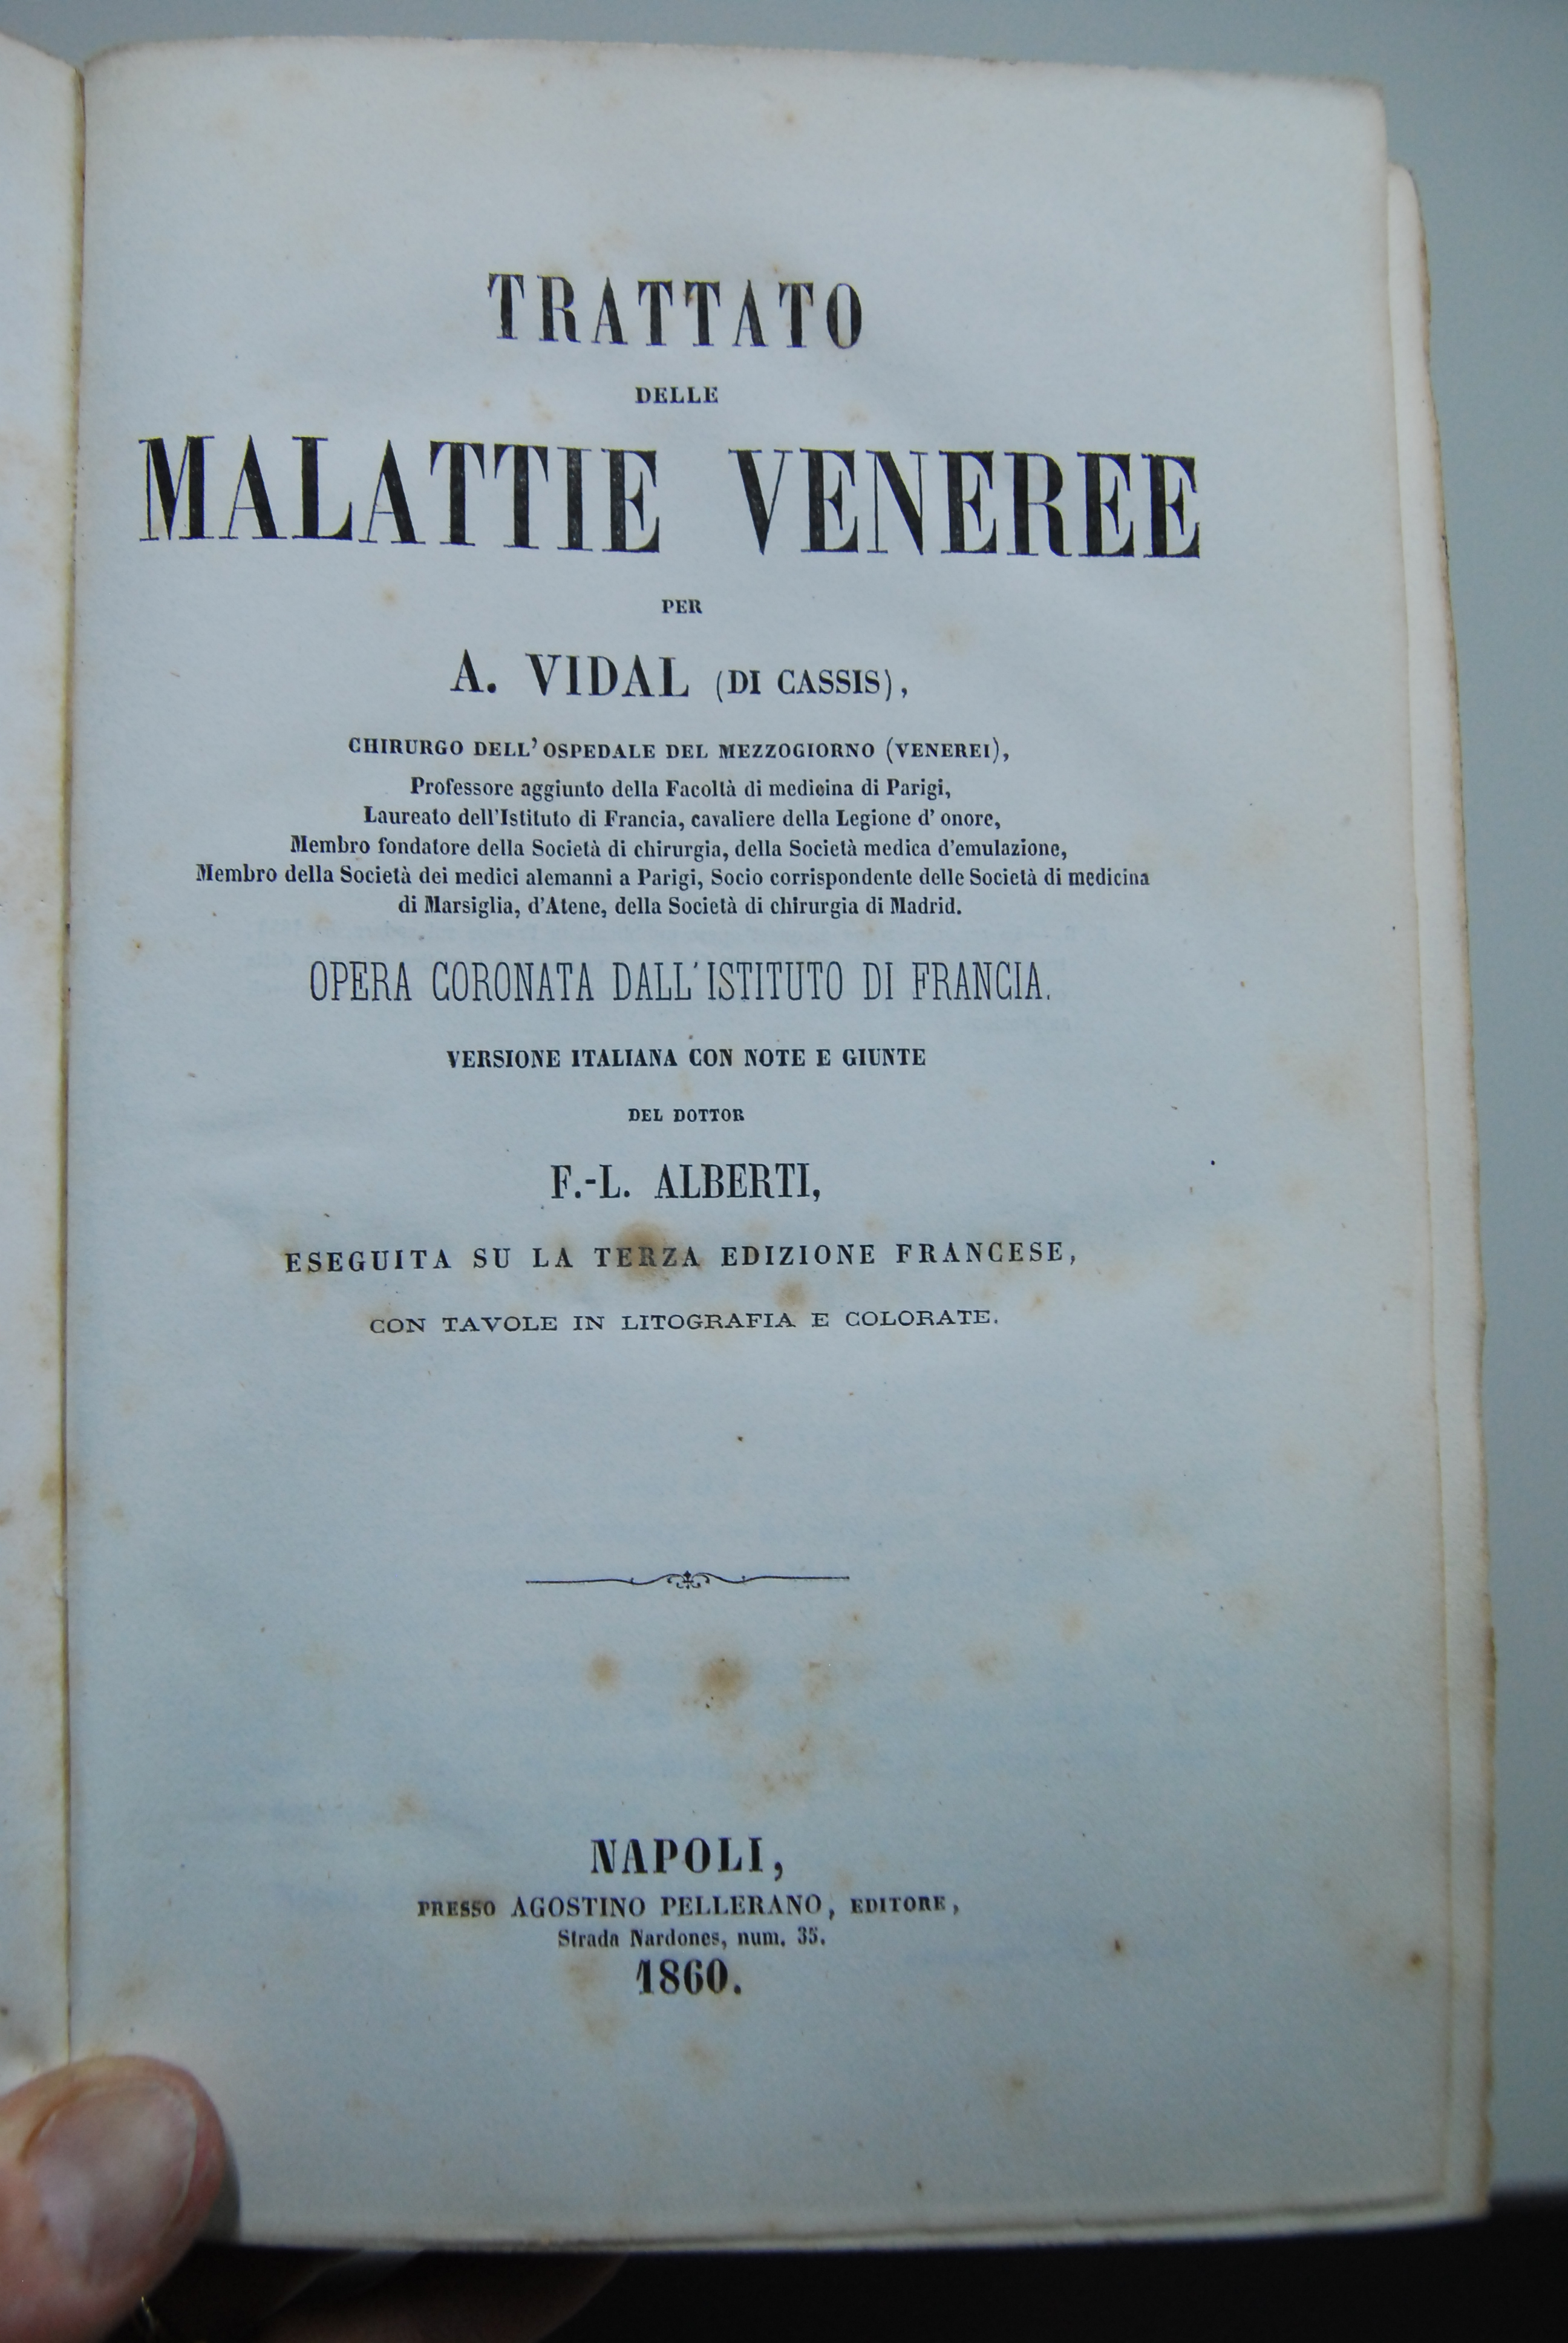 TRATTATO
DELLE
MALATTIE VENEREE
PER
A. VIDAL (DI CASSIS),
CHIRURGO DELL' OSPEDALE DEL MEZZOGIORNO (VENEREI),
Professore aggiunto della Facoltà di medicina di Parigi,
Laureato dell'Istituto di Francia, cavaliere della Legione d' onore,
Membro fondatore della Società di chirurgia, della Società medica d'emulazione,
Membro della Società dei medici alemanni a Parigi, Socio corrispondente delle Società di medicina
di Marsiglia, d'Atene, della Società di chirurgia di Madrid.
OPERA CORONATA DALL'ISTITUTO DI FRANCIA.
VERSIONE ITALIANA CON NOTE E GIUNTE
DEL DOTTOR
F.-L. ALBERTI,
ESEGUITA SU LA TERZA EDIZIONE FRANCESE,
CON TAVOLE IN LITOGRAFIA E COLORATE.
NAPOLI,
PRESSO AGOSTINO PELLERANO, EDITORE,
Strada Nardones, num. 35.
1860.